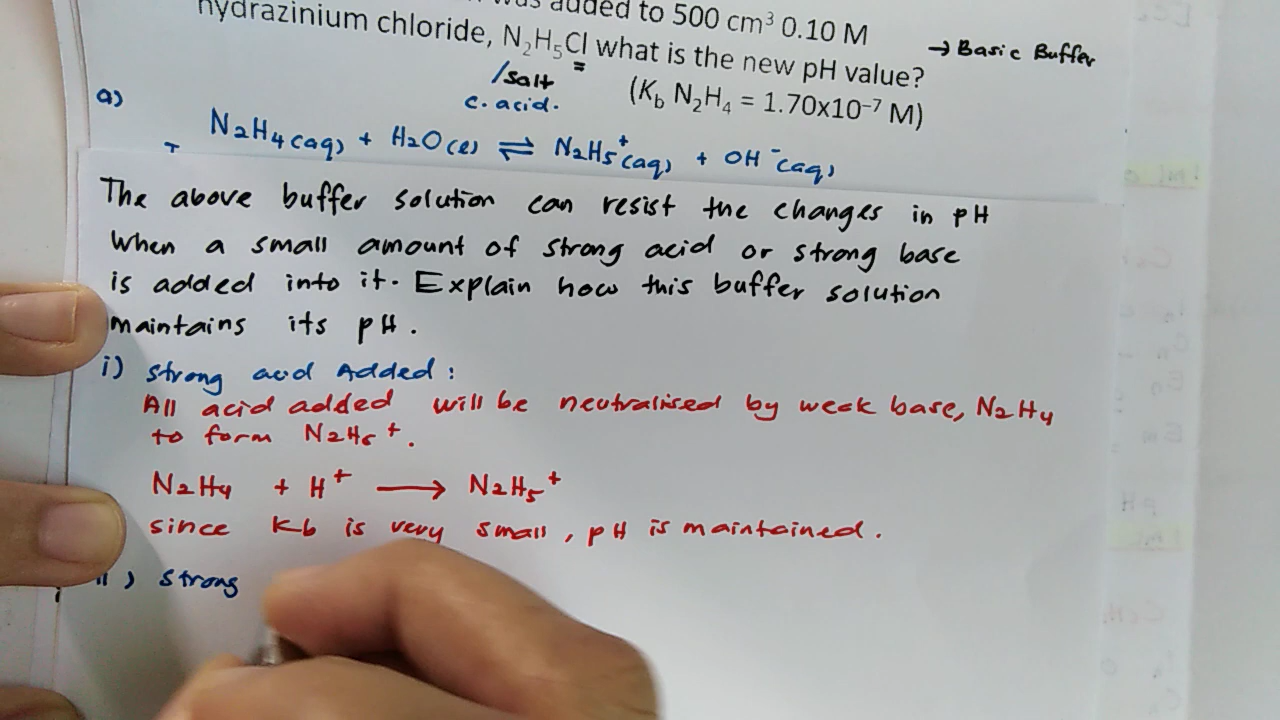 was added to 500 cm³ 0.10 M
hydrazinium chloride, N₂H₅Cl what is the new pH value?
→ Basic Buffer
/salt
c. acid.
(K_b N₂H₄ = 1.70x10⁻⁷ M)
a)
N₂H₄(aq) + H₂O(l) ⇌ N₂H₅⁺(aq) + OH⁻(aq)
The above buffer solution can resist the changes in pH
when a small amount of strong acid or strong base
is added into it. Explain how this buffer solution
maintains its pH.
i) strong acid Added:
All acid added will be neutralised by weak base, N₂H₄
to form N₂H₅⁺.
N₂H₄ + H⁺ ⟶ N₂H₅⁺
since Kb is very small, pH is maintained.
ii) strong